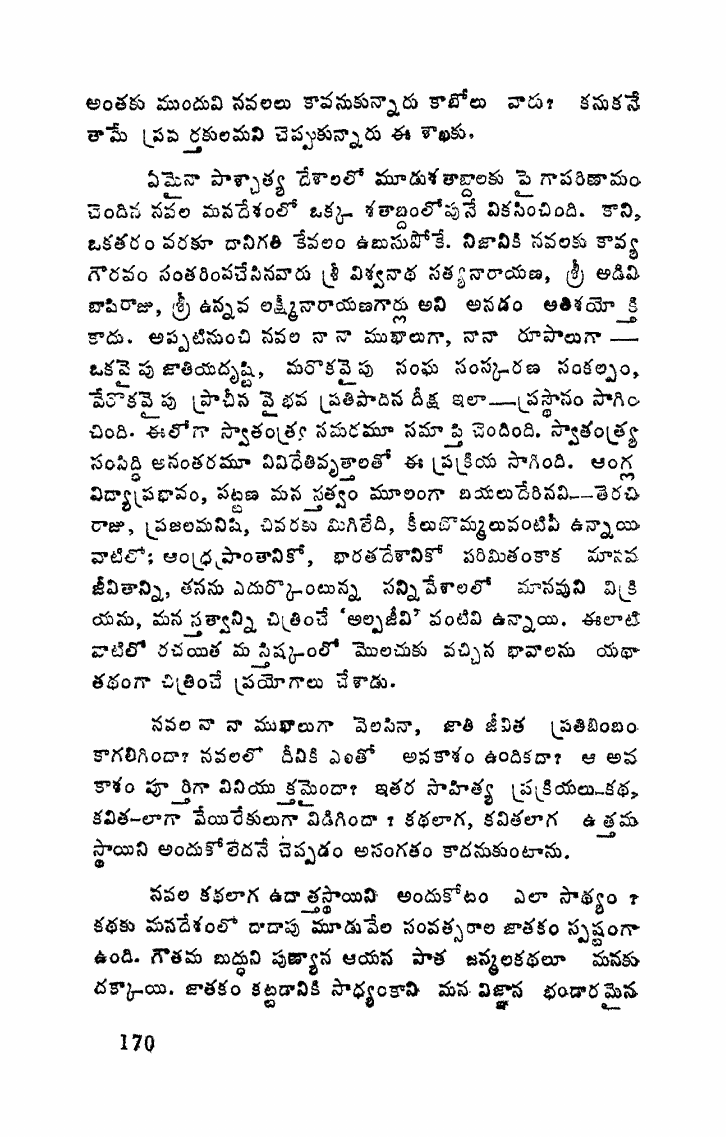 అంతకు ముందువి నవలలు కావనుకున్నారు కాబోలు వారు? కనుకనే
తామే ప్రవర్తకులమని చెప్పుకున్నారు ఈ శాఖకు.
ఏమైనా పాశ్చాత్య దేశాలలో మూడుశతాబ్దాలకు పైగాపరిణామం
చెందిన నవల మనదేశంలో ఒక్క శతాబ్దంలోపునే వికసించింది. కాని,
ఒకతరం వరకూ దానిగతి కేవలం ఉబుసుపోకే. నిజానికి నవలకు కావ్య
గౌరవం సంతరింపచేసినవారు శ్రీ విశ్వనాథ సత్యనారాయణ, శ్రీ అడివి
బాపిరాజు, శ్రీ ఉన్నవ లక్ష్మీనారాయణగార్లు అని అనడం అతిశయోక్తి
కాదు. అప్పటినుంచి నవల నానా ముఖాలుగా, నానా రూపాలుగా —
ఒకవైపు జాతియదృష్టి, మరొకవైపు సంఘ సంస్కరణ సంకల్పం,
వేరొకవైపు ప్రాచీన వైభవ ప్రతిపాదన దీక్ష ఇలా—ప్రస్థానం సాగిం
చింది. ఈలోగా స్వాతంత్ర్య సమరమూ సమాప్తి చెందింది. స్వాతంత్ర్య
సంసిద్ధి అనంతరమూ వివిధేతివృత్తాలతో ఈ ప్రక్రియ సాగింది. ఆంగ్ల
విద్యాప్రభావం, పట్టణ మనస్తత్వం మూలంగా బయలుదేరినవి—తెరచి
రాజు, ప్రజలమనిషి, చివరకు మిగిలేది, కీలుబొమ్మలువంటివీ ఉన్నాయి
వాటిలో; ఆంధ్రప్రాంతానికో, భారతదేశానికో పరిమితంకాక మానవ
జీవితాన్ని, తనను ఎదుర్కొంటున్న సన్నివేశాలలో మానవుని విక్రి
యను, మనస్తత్వాన్ని చిత్రించే ‘అల్పజీవి’ వంటివి ఉన్నాయి. ఈలాటి
వాటిలో రచయిత మస్తిష్కంలో మొలచుకు వచ్చిన భావాలను యథా
తథంగా చిత్రించే ప్రయోగాలు చేశాడు.
నవల నానా ముఖాలుగా వెలసినా, జాతి జీవిత ప్రతిబింబం
కాగలిగిందా? నవలలో దీనికి ఎంతో అవకాశం ఉందికదా? ఆ అవ
కాశం పూర్తిగా వినియుక్తమైందా? ఇతర సాహిత్య ప్రక్రియలు-కథ,
కవిత-లాగా వేయిరేకులుగా విడిగిందా ? కథలాగ, కవితలాగ ఉత్తమ
స్థాయిని అందుకోలేదనే చెప్పడం అసంగతం కాదనుకుంటాను.
నవల కథలాగ ఉదాత్తస్థాయిని అందుకోటం ఎలా సాధ్యం ?
కథకు మనదేశంలో దాదాపు మూడువేల సంవత్సరాల జాతకం స్పష్టంగా
ఉంది. గౌతమ బుద్ధుని పుణ్యాన ఆయన పాత జన్మలకథలూ మనకు
దక్కాయి. జాతకం కట్టడానికి సాధ్యంకాని మన విజ్ఞాన భండారమైన
170